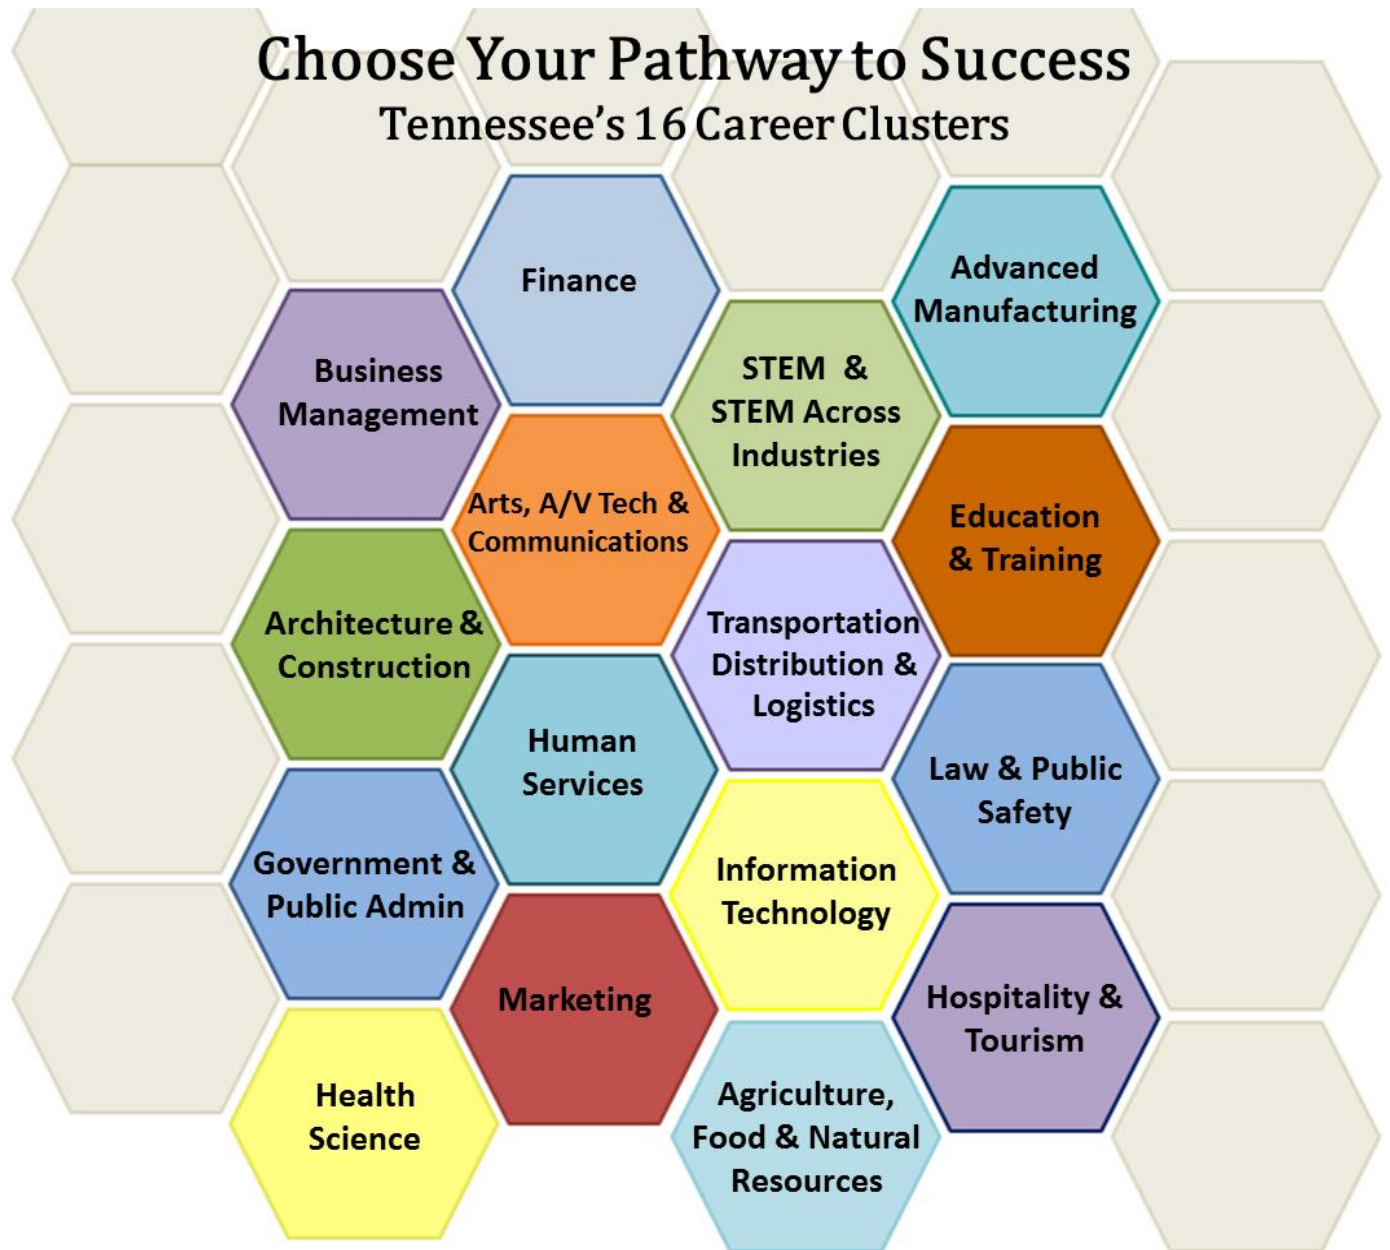 Choose Your Pathway to Success
Tennessee's 16 Career Clusters
Finance
Advanced
Manufacturing
Business
Management
STEM &
STEM Across
Industries
Arts, A/V Tech &
Communications
Education
& Training
Architecture &
Construction
Transportation
Distribution &
Logistics
Human
Services
Law & Public
Safety
Government &
Public Admin
Information
Technology
Marketing
Hospitality &
Tourism
Health
Science
Agriculture,
Food & Natural
Resources